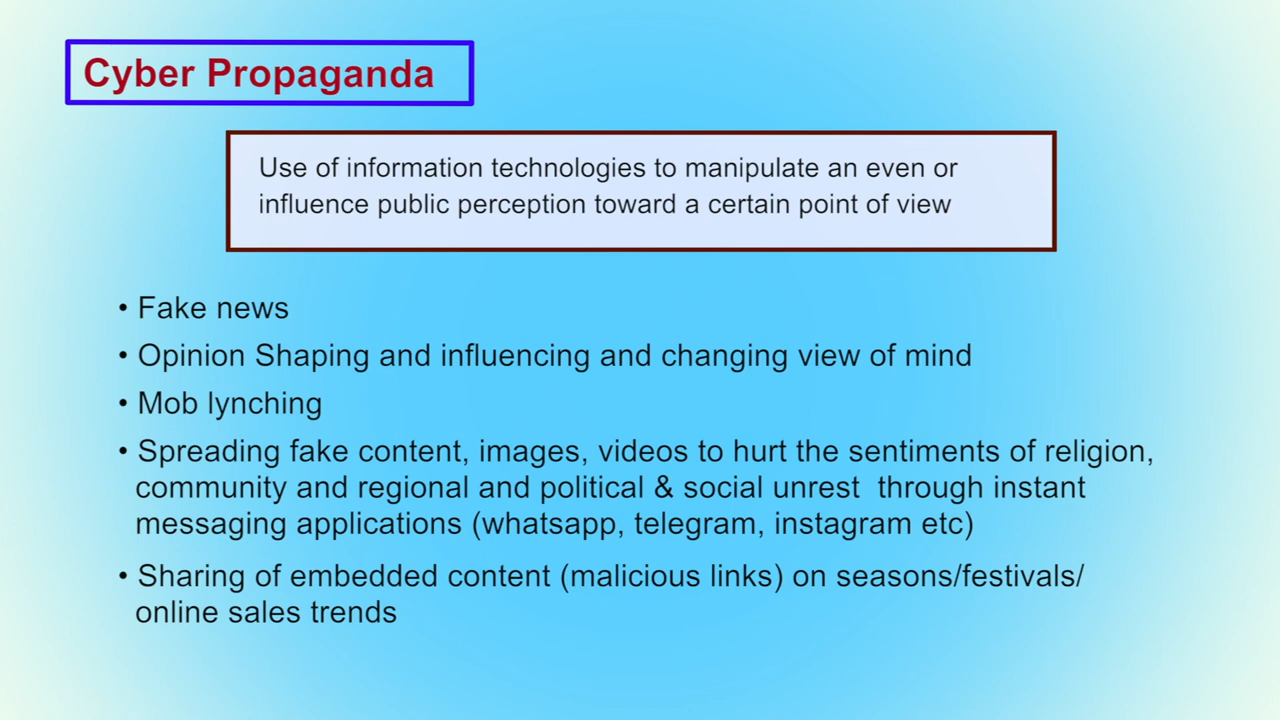 Cyber Propaganda
Use of information technologies to manipulate an even or
influence public perception toward a certain point of view
• Fake news
• Opinion Shaping and influencing and changing view of mind
• Mob lynching
• Spreading fake content, images, videos to hurt the sentiments of religion,
community and regional and political & social unrest  through instant
messaging applications (whatsapp, telegram, instagram etc)
• Sharing of embedded content (malicious links) on seasons/festivals/
online sales trends